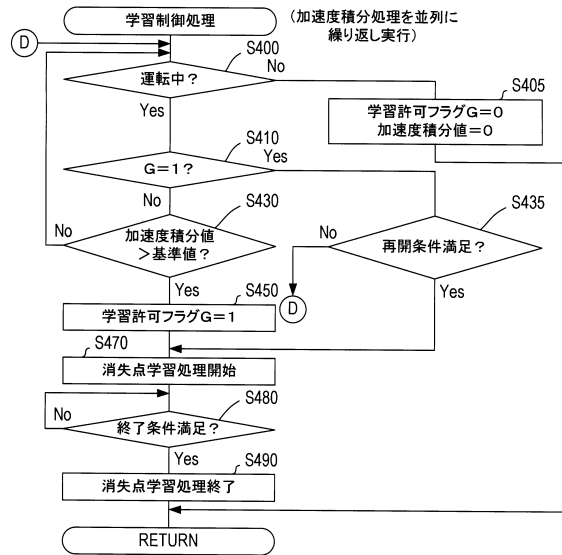 学習制御処理
(加速度積分処理を並列に
繰り返し実行)
D
S400
運転中?
No
Yes
S405
学習許可フラグG=0
加速度積分値=0
S410
G=1?
Yes
No
S430
加速度積分値
>基準値?
No
Yes
S435
再開条件満足?
No
Yes
D
S450
学習許可フラグG=1
S470
消失点学習処理開始
S480
終了条件満足?
No
Yes
S490
消失点学習処理終了
RETURN